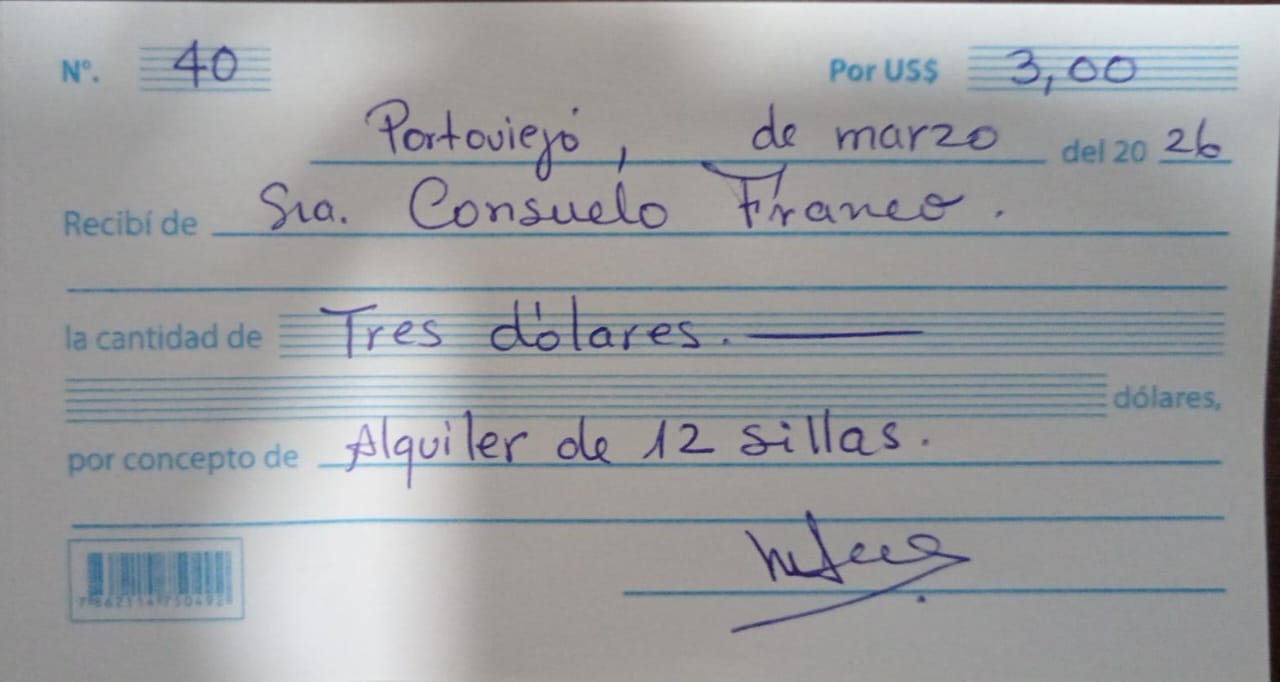 Nº. 40 Por US$ 3,00
Portoviejo, de marzo del 20 26
Recibí de Sra. Consuelo Franco.
la cantidad de Tres dólares.
dólares,
por concepto de Alquiler de 12 sillas.